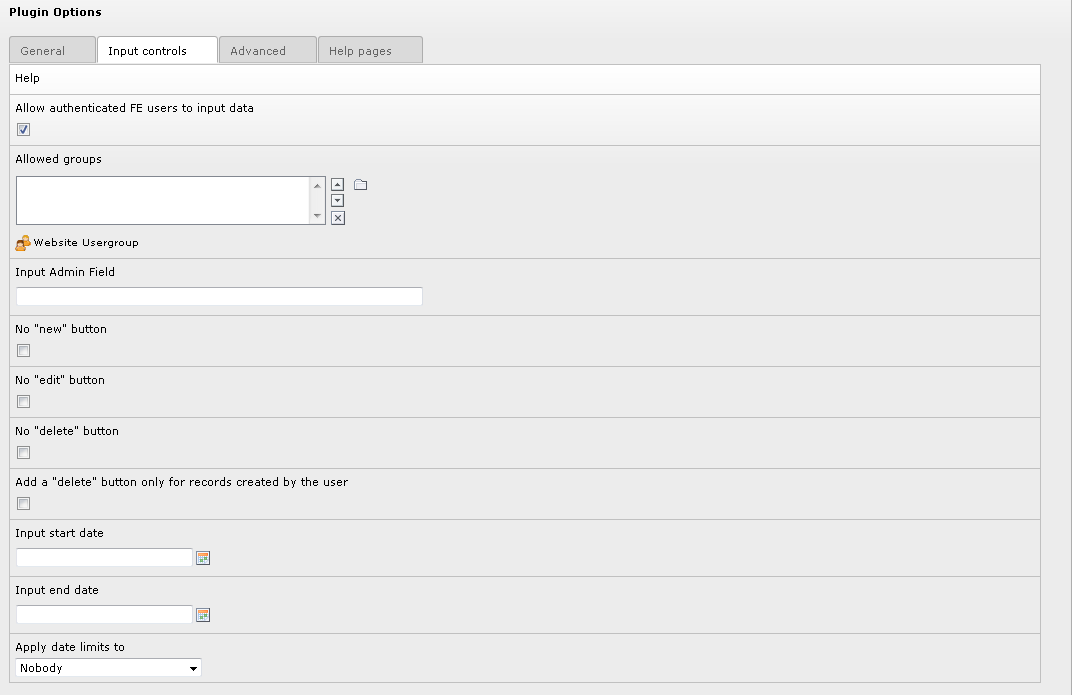 Plugin Options
General Input controls Advanced Help pages
Help
Allow authenticated FE users to input data
Allowed groups
Website Usergroup
Input Admin Field
No "new" button
No "edit" button
No "delete" button
Add a "delete" button only for records created by the user
Input start date
Input end date
Apply date limits to
Nobody